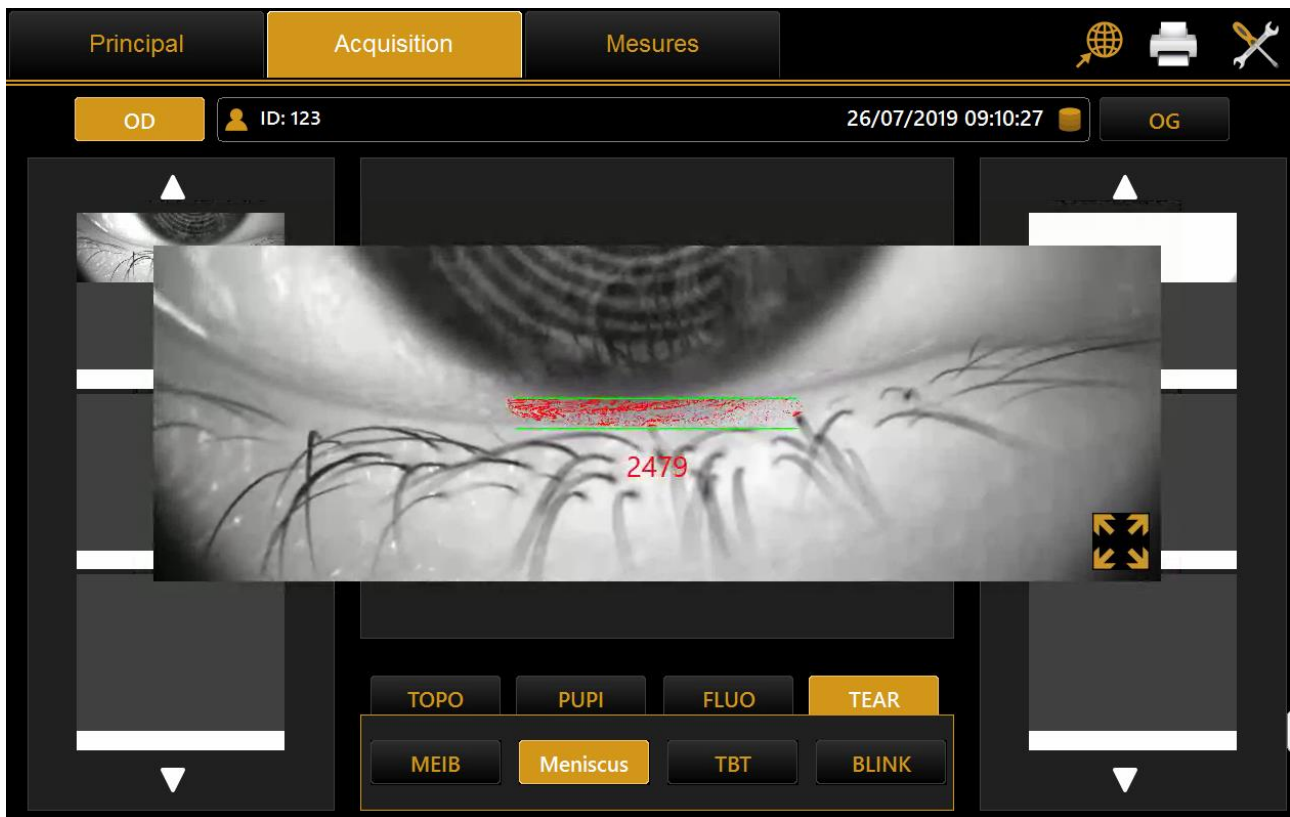 Principal Acquisition Mesures
OD ID: 123 26/07/2019 09:10:27 OG
2479
TOPO PUPI FLUO TEAR
MEIB Meniscus TBT BLINK